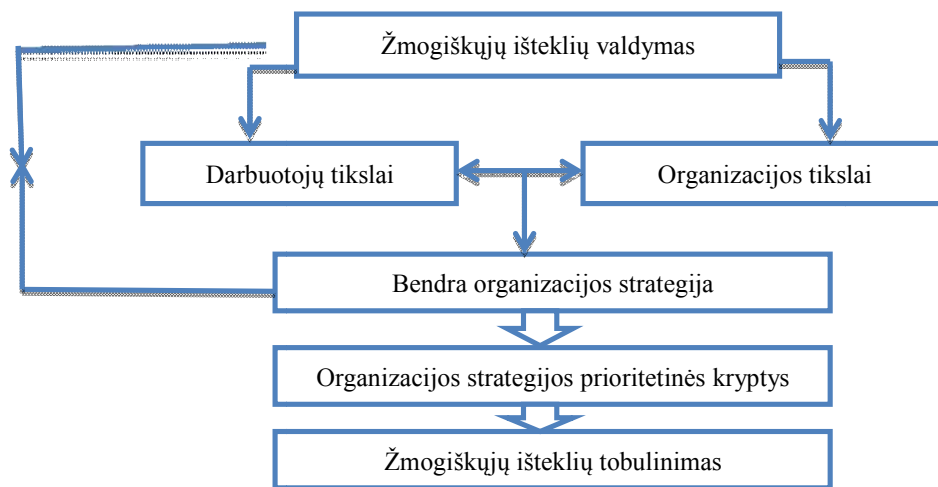 Žmogiškųjų išteklių valdymas
Darbuotojų tikslai
Organizacijos tikslai
Bendra organizacijos strategija
Organizacijos strategijos prioritetinės kryptys
Žmogiškųjų išteklių tobulinimas